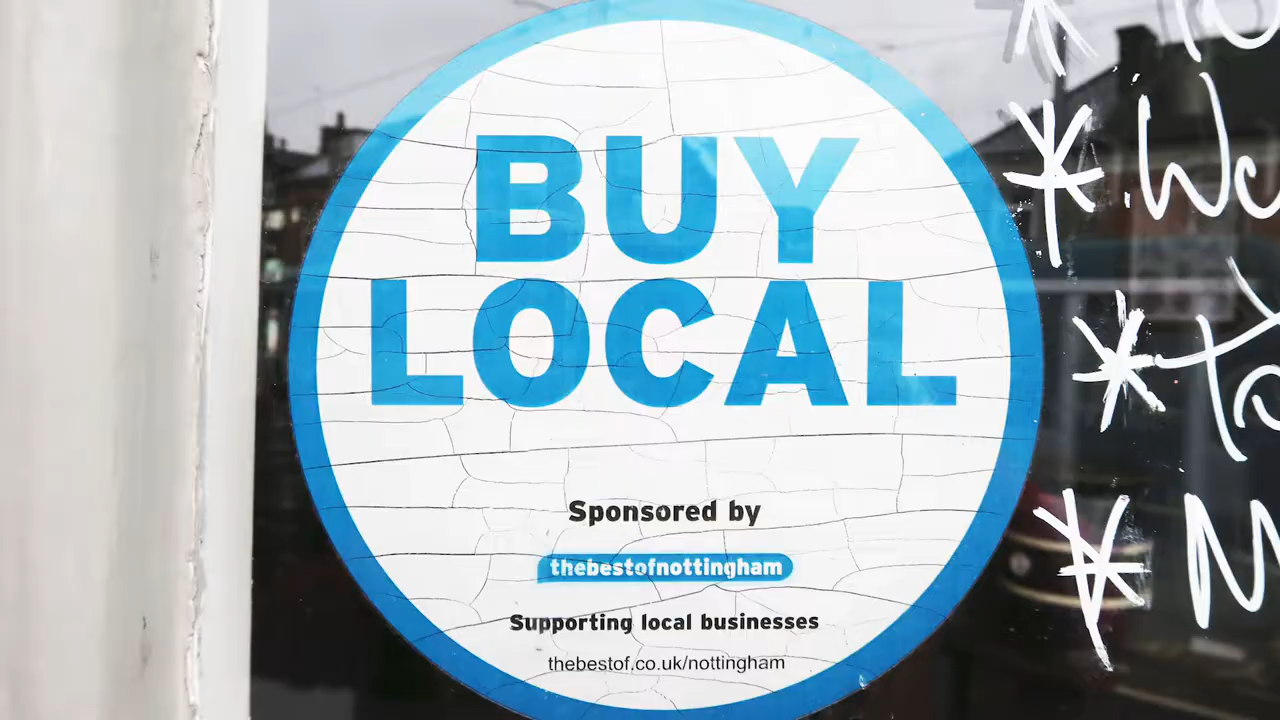 BUY
LOCAL
Sponsored by
thebestofnottingham
Supporting local businesses
thebestof.co.uk/nottingham